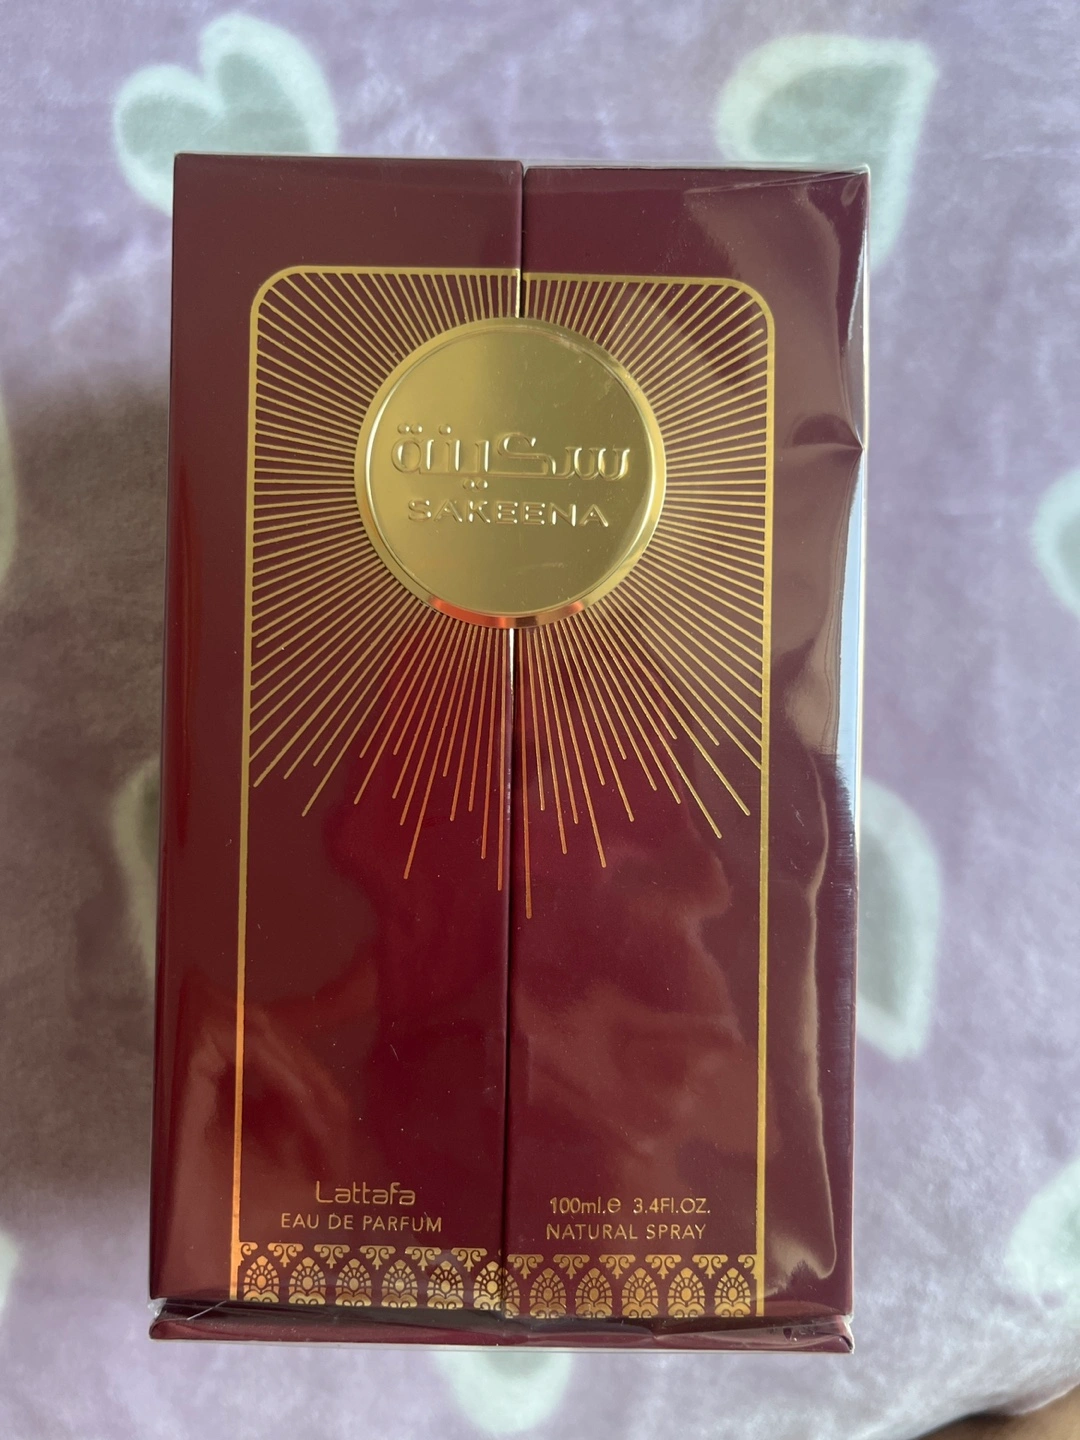 سكينة
SAKEENA
Lattafa
EAU DE PARFUM
100ml.e 3.4Fl.OZ.
NATURAL SPRAY